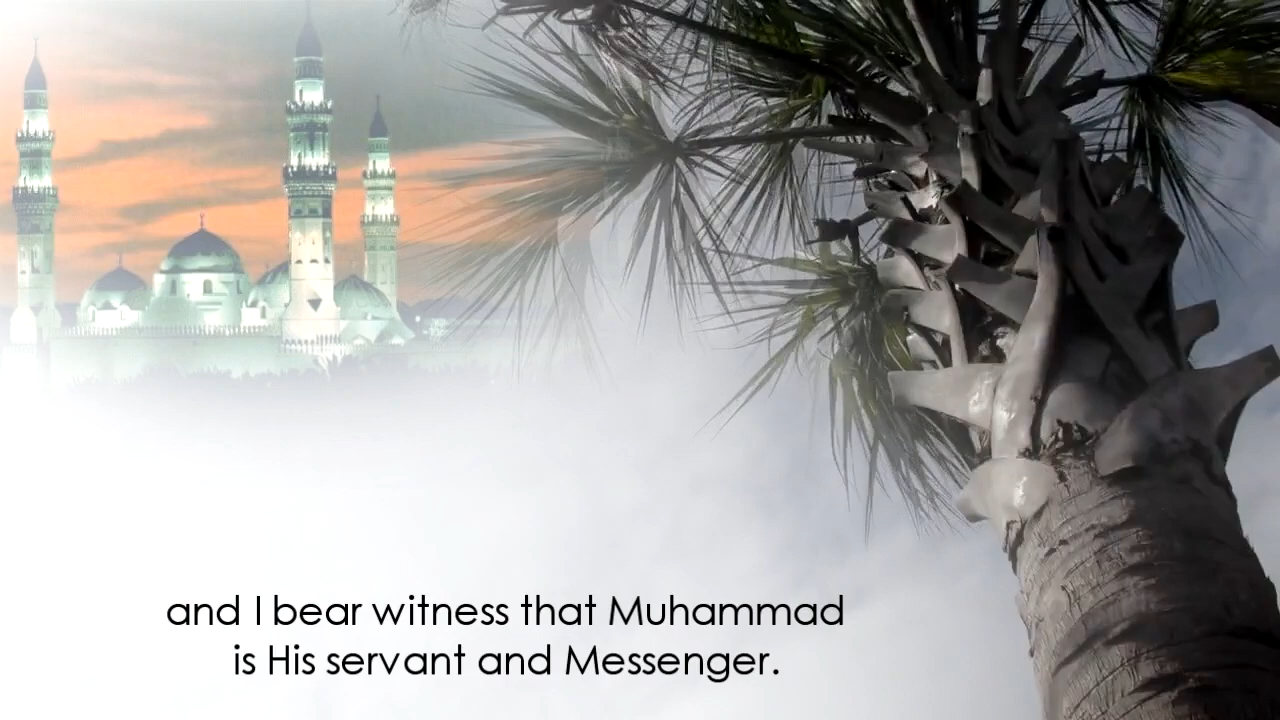 and I bear witness that Muhammad
is His servant and Messenger.